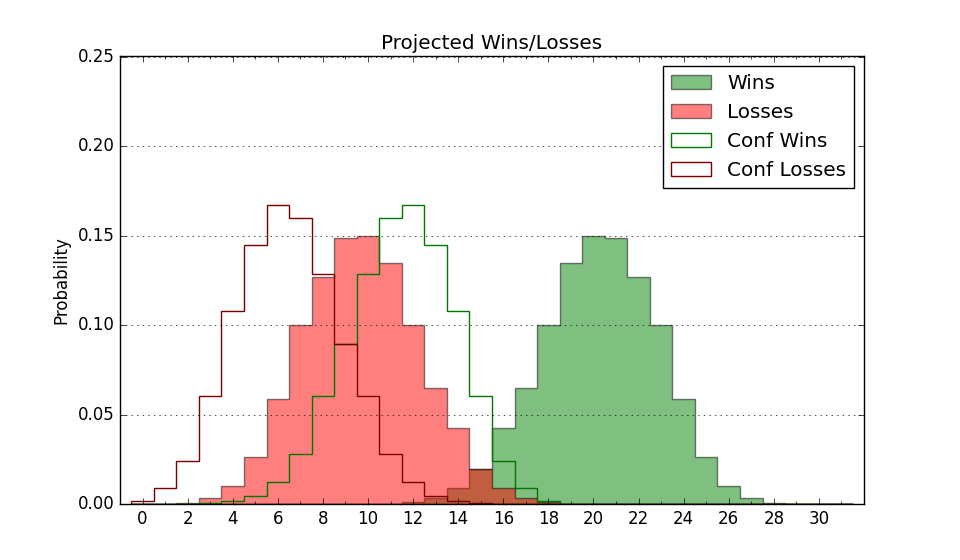 Projected Wins/Losses
0.25
0.20
0.15
0.10
0.05
0.00
Probability
Wins
Losses
Conf Wins
Conf Losses
0 2 4 6 8 10 12 14 16 18 20 22 24 26 28 30